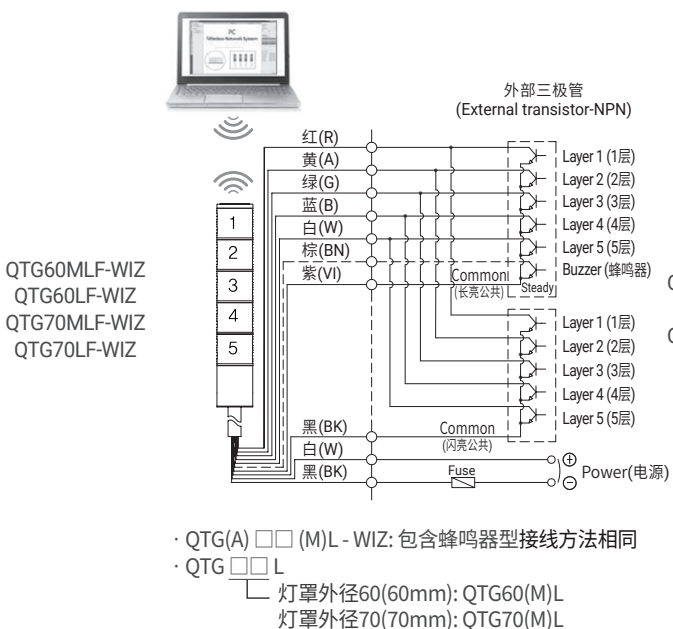 PC
Wireless Network System
外部三极管
(External transistor-NPN)
红(R)
黄(A)
绿(G)
蓝(B)
白(W)
棕(BN)
紫(VI)
Layer 1 (1层)
Layer 2 (2层)
Layer 3 (3层)
Layer 4 (4层)
Layer 5 (5层)
Buzzer (蜂鸣器)
Common
(长亮公共)
Steady
1
2
3
4
5
QTG60MLF-WIZ
QTG60LF-WIZ
QTG70MLF-WIZ
QTG70LF-WIZ
Layer 1 (1层)
Layer 2 (2层)
Layer 3 (3层)
Layer 4 (4层)
Layer 5 (5层)
黑(BK)
Common
(闪亮公共)
白(W)
黑(BK)
Fuse
Power(电源)
· QTG(A) □□ (M)L - WIZ: 包含蜂鸣器型接线方法相同
· QTG □□ L
灯罩外径60(60mm): QTG60(M)L
灯罩外径70(70mm): QTG70(M)L